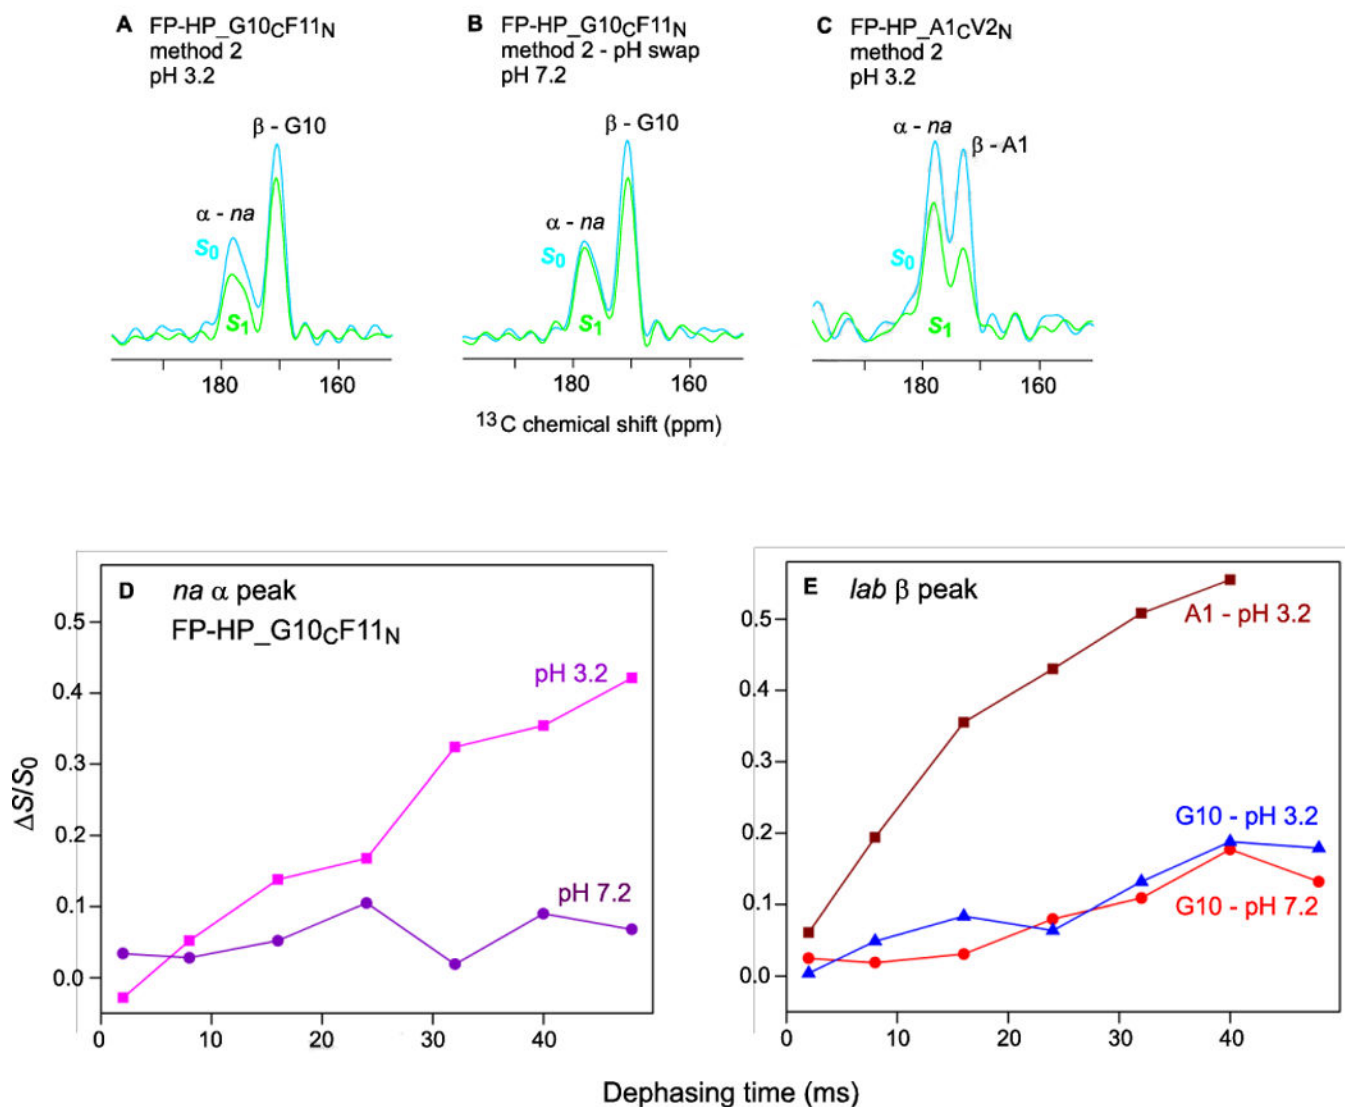 A FP-HP_G10CF11N
method 2
pH 3.2
β - G10
α - na
S0
S1
180 160
B FP-HP_G10CF11N
method 2 - pH swap
pH 7.2
β - G10
α - na
S0
S1
180 160
C FP-HP_A1CV2N
method 2
pH 3.2
α - na
β - A1
S0
S1
180 160
13C chemical shift (ppm)
D na α peak
FP-HP_G10CF11N
pH 3.2
pH 7.2
0.5
0.4
0.3
0.2
0.1
0.0
ΔS/S0
0 10 20 30 40
E lab β peak
A1 - pH 3.2
G10 - pH 3.2
G10 - pH 7.2
0.5
0.4
0.3
0.2
0.1
0.0
0 10 20 30 40
Dephasing time (ms)